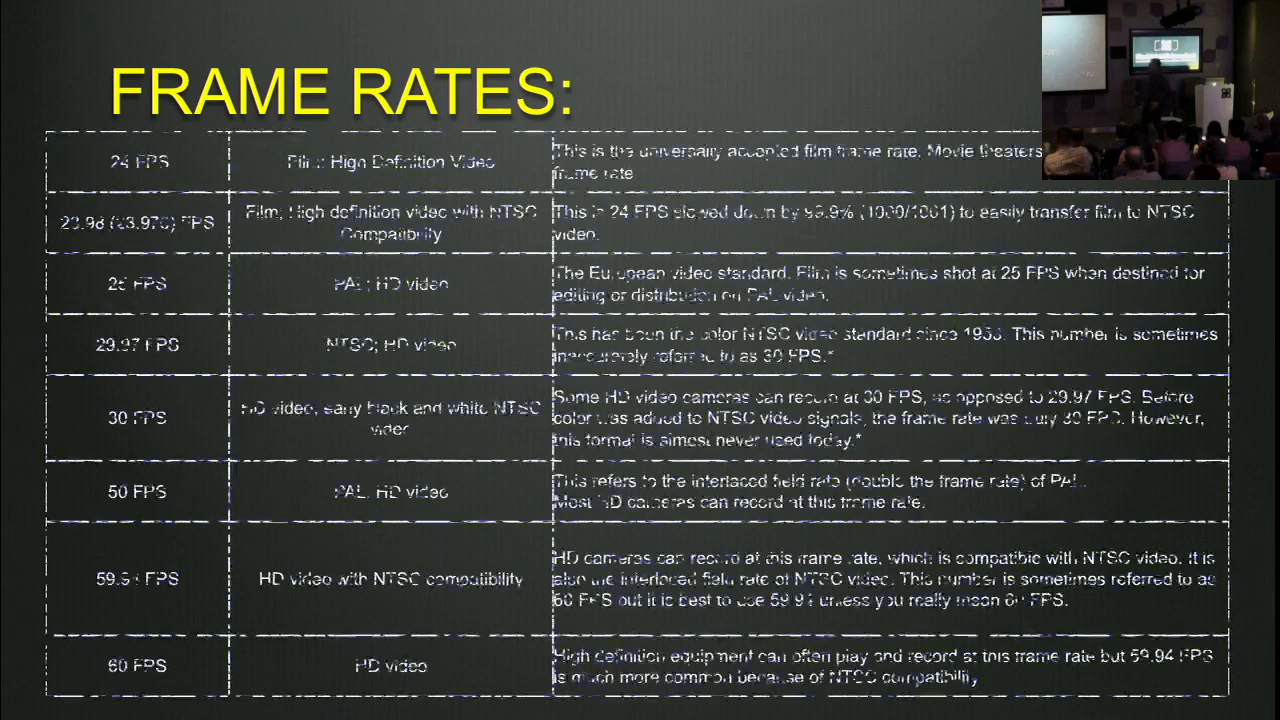 FRAME RATES:
24 FPS
Film; High Definition Video
This is the universally accepted film frame rate. Movie theaters
frame rate
23.98 (23.976) FPS
Film; High definition video with NTSC
Compatibility
This is 24 FPS slowed down by 99.9% (1000/1001) to easily transfer film to NTSC
video.
25 FPS
PAL; HD video
The European video standard. Film is sometimes shot at 25 FPS when destined for
editing or distribution on PAL video.
29.97 FPS
NTSC; HD video
This has been the color NTSC video standard since 1953. This number is sometimes
inaccurately referred to as 30 FPS.*
30 FPS
HD video, early black and white NTSC
video
Some HD video cameras can record at 30 FPS, as opposed to 29.97 FPS. Before
color was added to NTSC video signals, the frame rate was truly 30 FPS. However,
this format is almost never used today.*
50 FPS
PAL; HD video
This refers to the interlaced field rate (double the frame rate) of PAL.
Most HD cameras can record at this frame rate.
59.94 FPS
HD video with NTSC compatibility
HD cameras can record at this frame rate, which is compatible with NTSC video. It is
also the interlaced field rate of NTSC video. This number is sometimes referred to as
60 FPS but it is best to use 59.94 unless you really mean 60 FPS.
60 FPS
HD video
High definition equipment can often play and record at this frame rate but 59.94 FPS
is much more common because of NTSC compatibility